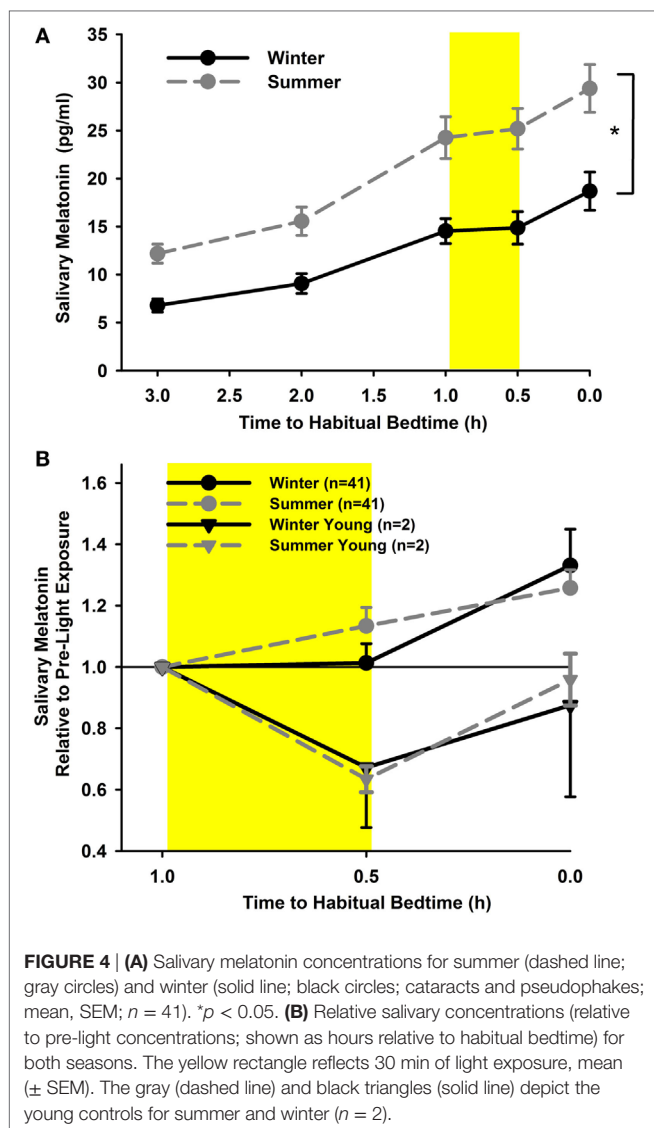 A
35
30
25
20
15
10
5
0
Salivary Melatonin (pg/ml)
Winter
Summer
*
3.0 2.5 2.0 1.5 1.0 0.5 0.0
Time to Habitual Bedtime (h)
B
1.6
1.4
1.2
1.0
0.8
0.6
0.4
Salivary Melatonin
Relative to Pre-Light Exposure
Winter (n=41)
Summer (n=41)
Winter Young (n=2)
Summer Young (n=2)
1.0 0.5 0.0
Time to Habitual Bedtime (h)
FIGURE 4 | (A) Salivary melatonin concentrations for summer (dashed line;
gray circles) and winter (solid line; black circles; cataracts and pseudophakes;
mean, SEM; n = 41). *p < 0.05. (B) Relative salivary concentrations (relative
to pre-light concentrations; shown as hours relative to habitual bedtime) for
both seasons. The yellow rectangle reflects 30 min of light exposure, mean
(± SEM). The gray (dashed line) and black triangles (solid line) depict the
young controls for summer and winter (n = 2).